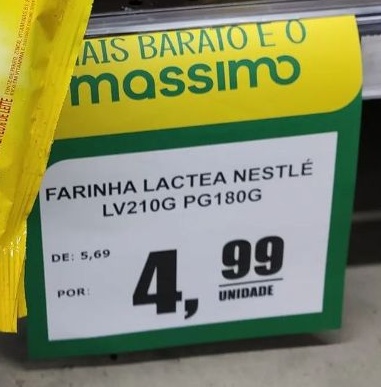 MAIS BARATO É O
massimo
FARINHA LACTEA NESTLÉ
LV210G PG180G
DE: 5,69
POR: 4,99
UNIDADE